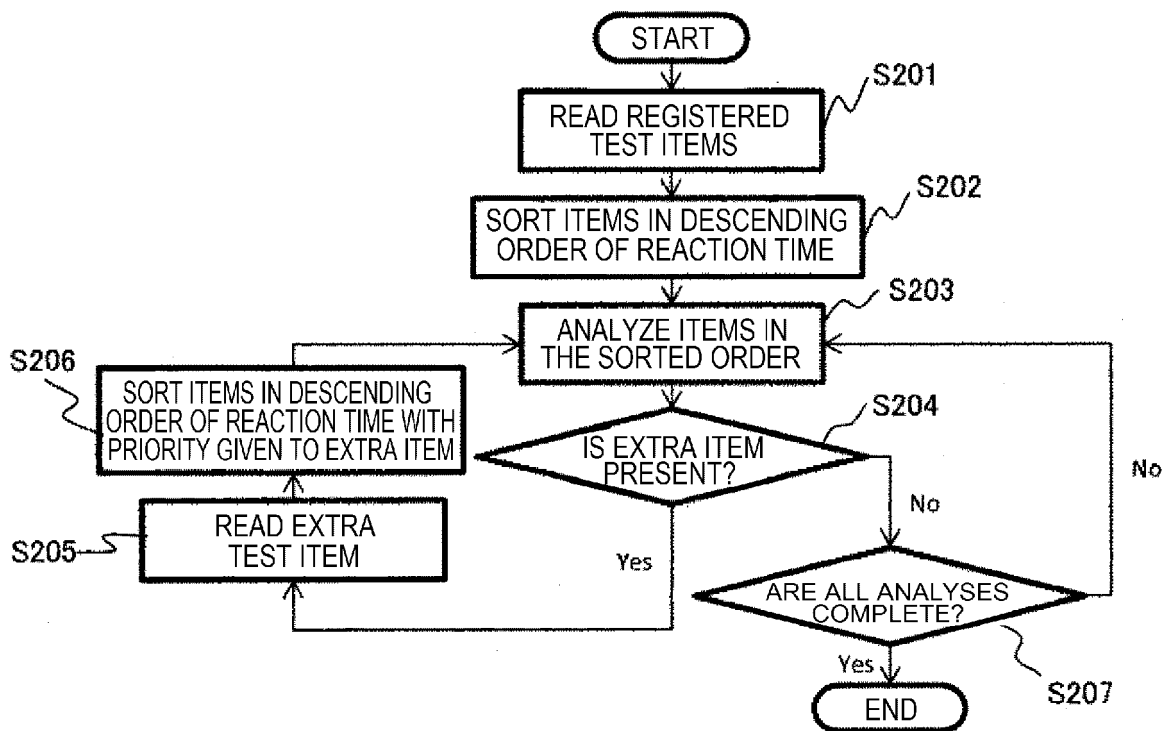 START
S201
READ REGISTERED
TEST ITEMS
S202
SORT ITEMS IN DESCENDING
ORDER OF REACTION TIME
S203
ANALYZE ITEMS IN
THE SORTED ORDER
S206
SORT ITEMS IN DESCENDING
ORDER OF REACTION TIME WITH
PRIORITY GIVEN TO EXTRA ITEM
S204
IS EXTRA ITEM
PRESENT?
No
No
S205
READ EXTRA
TEST ITEM
Yes
ARE ALL ANALYSES
COMPLETE?
Yes
S207
END